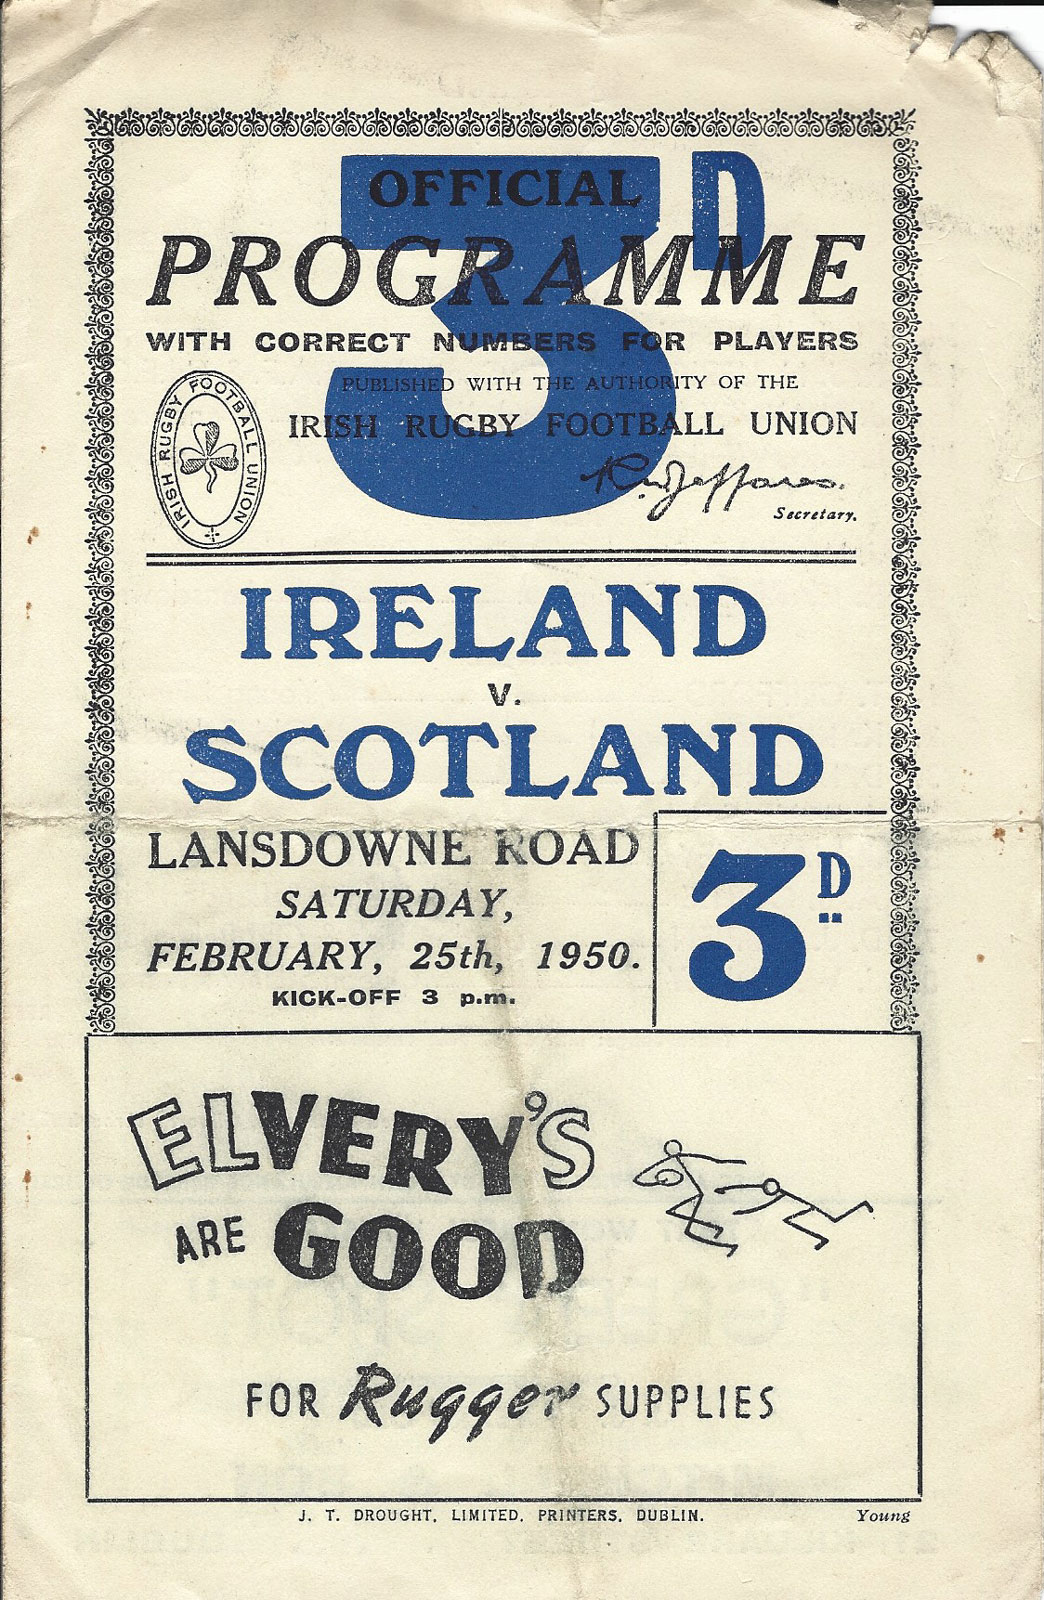 3D
OFFICIAL
PROGRAMME
WITH CORRECT NUMBERS FOR PLAYERS
PUBLISHED WITH THE AUTHORITY OF THE
IRISH RUGBY FOOTBALL UNION
IRISH RUGBY FOOTBALL UNION
R W Jeffares.
Secretary.
IRELAND
v.
SCOTLAND
LANSDOWNE ROAD
SATURDAY,
FEBRUARY, 25th, 1950.
KICK-OFF 3 p.m.
3D
ELVERY'S
ARE GOOD
FOR Rugger SUPPLIES
J. T. DROUGHT, LIMITED, PRINTERS, DUBLIN.
Young